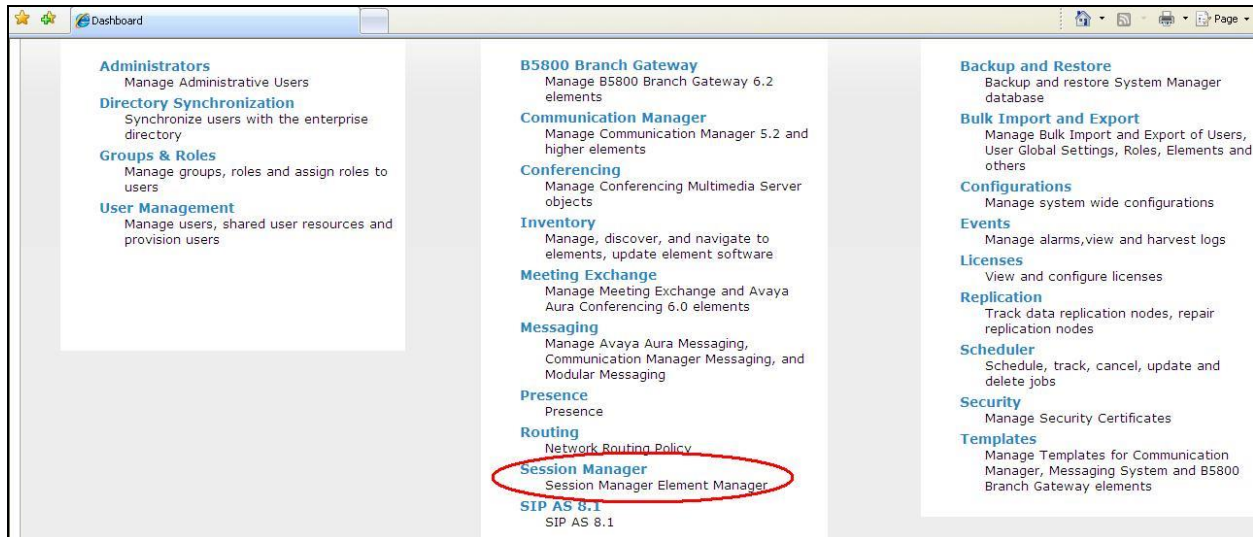 Dashboard
Page
Administrators
Manage Administrative Users
Directory Synchronization
Synchronize users with the enterprise
directory
Groups & Roles
Manage groups, roles and assign roles to
users
User Management
Manage users, shared user resources and
provision users
B5800 Branch Gateway
Manage B5800 Branch Gateway 6.2
elements
Communication Manager
Manage Communication Manager 5.2 and
higher elements
Conferencing
Manage Conferencing Multimedia Server
objects
Inventory
Manage, discover, and navigate to
elements, update element software
Meeting Exchange
Manage Meeting Exchange and Avaya
Aura Conferencing 6.0 elements
Messaging
Manage Avaya Aura Messaging,
Communication Manager Messaging, and
Modular Messaging
Presence
Presence
Routing
Network Routing Policy
Session Manager
Session Manager Element Manager
SIP AS 8.1
SIP AS 8.1
Backup and Restore
Backup and restore System Manager
database
Bulk Import and Export
Manage Bulk Import and Export of Users,
User Global Settings, Roles, Elements and
others
Configurations
Manage system wide configurations
Events
Manage alarms,view and harvest logs
Licenses
View and configure licenses
Replication
Track data replication nodes, repair
replication nodes
Scheduler
Schedule, track, cancel, update and
delete jobs
Security
Manage Security Certificates
Templates
Manage Templates for Communication
Manager, Messaging System and B5800
Branch Gateway elements